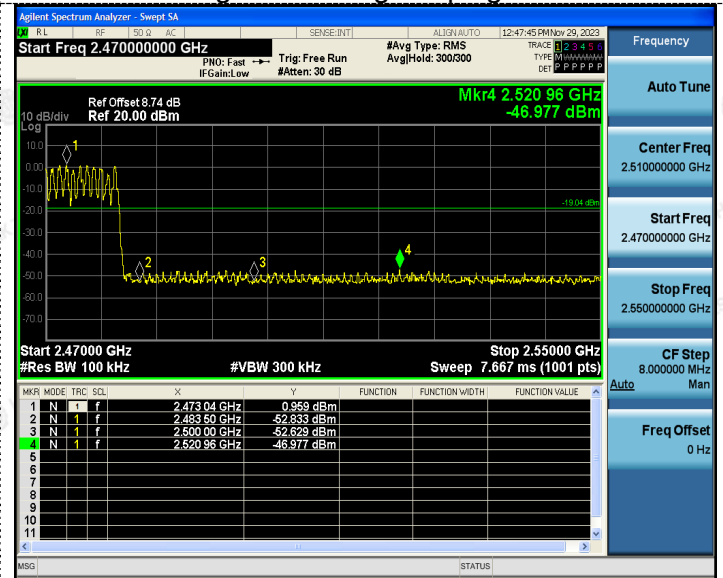 Agilent Spectrum Analyzer - Swept SA
LXI RL RF 50 Ω AC SENSE:INT ALIGN AUTO 12:47:45 PM Nov 29, 2023
Start Freq 2.470000000 GHz
PNO: Fast
IFGain:Low
Trig: Free Run
#Atten: 30 dB
#Avg Type: RMS
Avg|Hold: 300/300
TRACE 1 2 3 4 5 6
TYPE M WWWWW
DET P P P P P P
Ref Offset 8.74 dB
10 dB/div Ref 20.00 dBm
Log
Mkr4 2.520 96 GHz
-46.977 dBm
10.0
0.00
-10.0
-20.0
-30.0
-40.0
-50.0
-60.0
-70.0
1
2
3
4
-19.04 dBm
Start 2.47000 GHz Stop 2.55000 GHz
#Res BW 100 kHz #VBW 300 kHz Sweep 7.667 ms (1001 pts)
MKR MODE TRC SCL X Y FUNCTION FUNCTION WIDTH FUNCTION VALUE
1 N 1 f 2.473 04 GHz 0.959 dBm
2 N 1 f 2.483 50 GHz -52.833 dBm
3 N 1 f 2.500 00 GHz -52.629 dBm
4 N 1 f 2.520 96 GHz -46.977 dBm
5
6
7
8
9
10
11
MSG STATUS
Frequency
Auto Tune
Center Freq
2.510000000 GHz
Start Freq
2.470000000 GHz
Stop Freq
2.550000000 GHz
CF Step
8.000000 MHz
Auto Man
Freq Offset
0 Hz